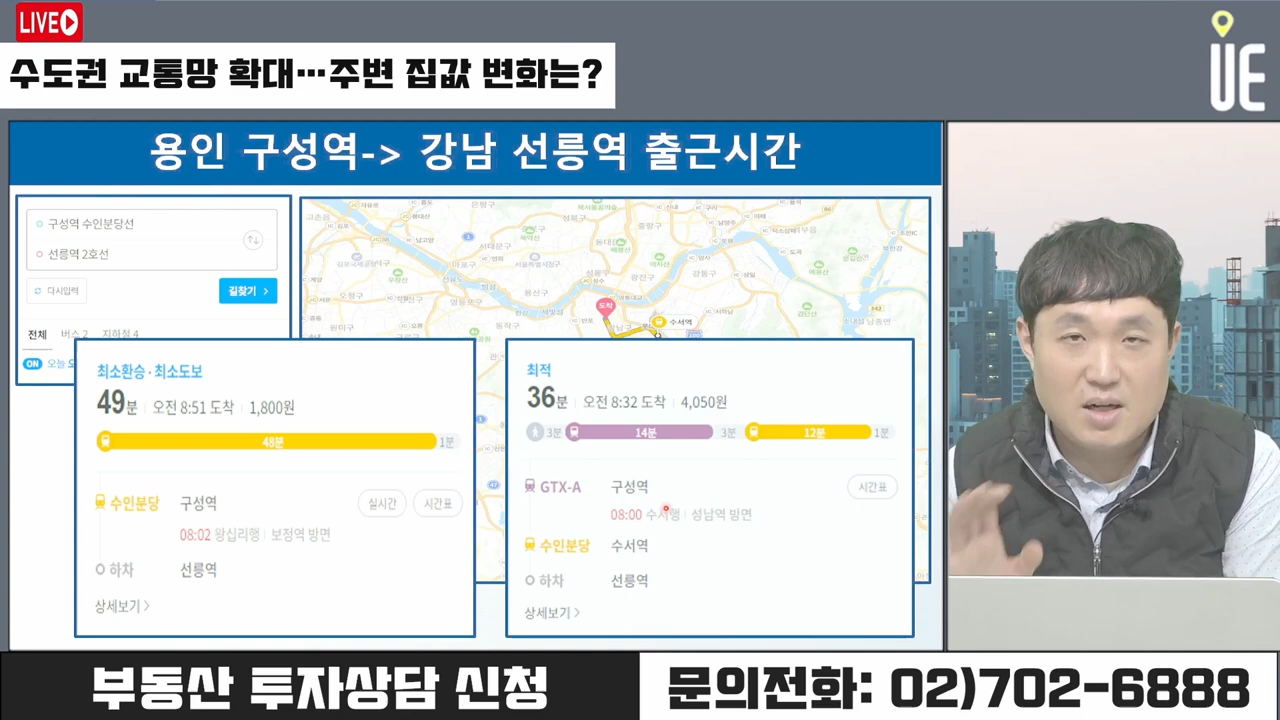 LIVE
수도권 교통망 확대…주변 집값 변화는?
UE
용인 구성역-> 강남 선릉역 출근시간
구성역 수인분당선
선릉역 2호선
다시입력
길찾기 >
전체 버스 2 지하철 4
ON 오늘
도착
수서역
최소환승·최소도보
49분 오전 8:51 도착 1,800원
48분 1분
수인분당 구성역 실시간 시간표
08:02 왕십리행 보정역 방면
하차 선릉역
상세보기 >
최적
36분 오전 8:32 도착 4,050원
3분 14분 3분 12분 1분
GTX-A 구성역 시간표
08:00 수서행 성남역 방면
수인분당 수서역
하차 선릉역
상세보기 >
부동산 투자상담 신청
문의전화: 02)702-6888